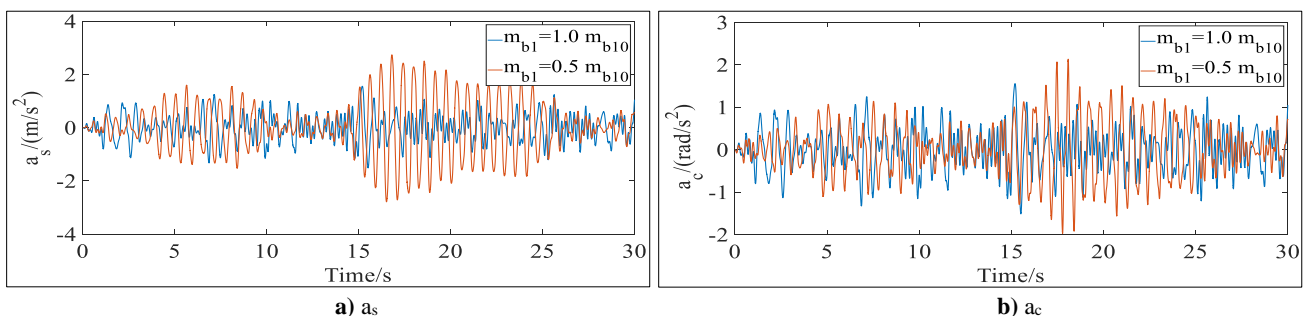 4
2
0
-2
-4
a_s/(m/s^2)
m_b1=1.0 m_b10
m_b1=0.5 m_b10
0 5 10 15 20 25 30
Time/s
a) a_s
3
2
1
0
-1
-2
a_c/(rad/s^2)
m_b1=1.0 m_b10
m_b1=0.5 m_b10
0 5 10 15 20 25 30
Time/s
b) a_c